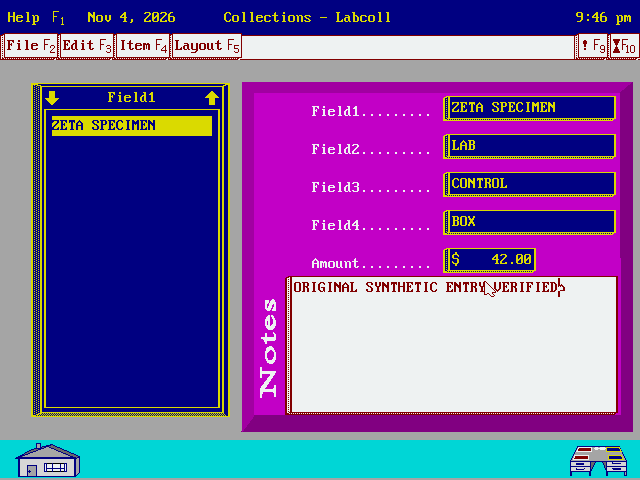 Help F1 Nov 4, 2026 Collections - Labcoll 9:46 pm
File F2 Edit F3 Item F4 Layout F5 ! F9 F10
Field1
ZETA SPECIMEN
Field1......... ZETA SPECIMEN
Field2......... LAB
Field3......... CONTROL
Field4......... BOX
Amount......... $ 42.00
Notes
ORIGINAL SYNTHETIC ENTRY VERIFIED